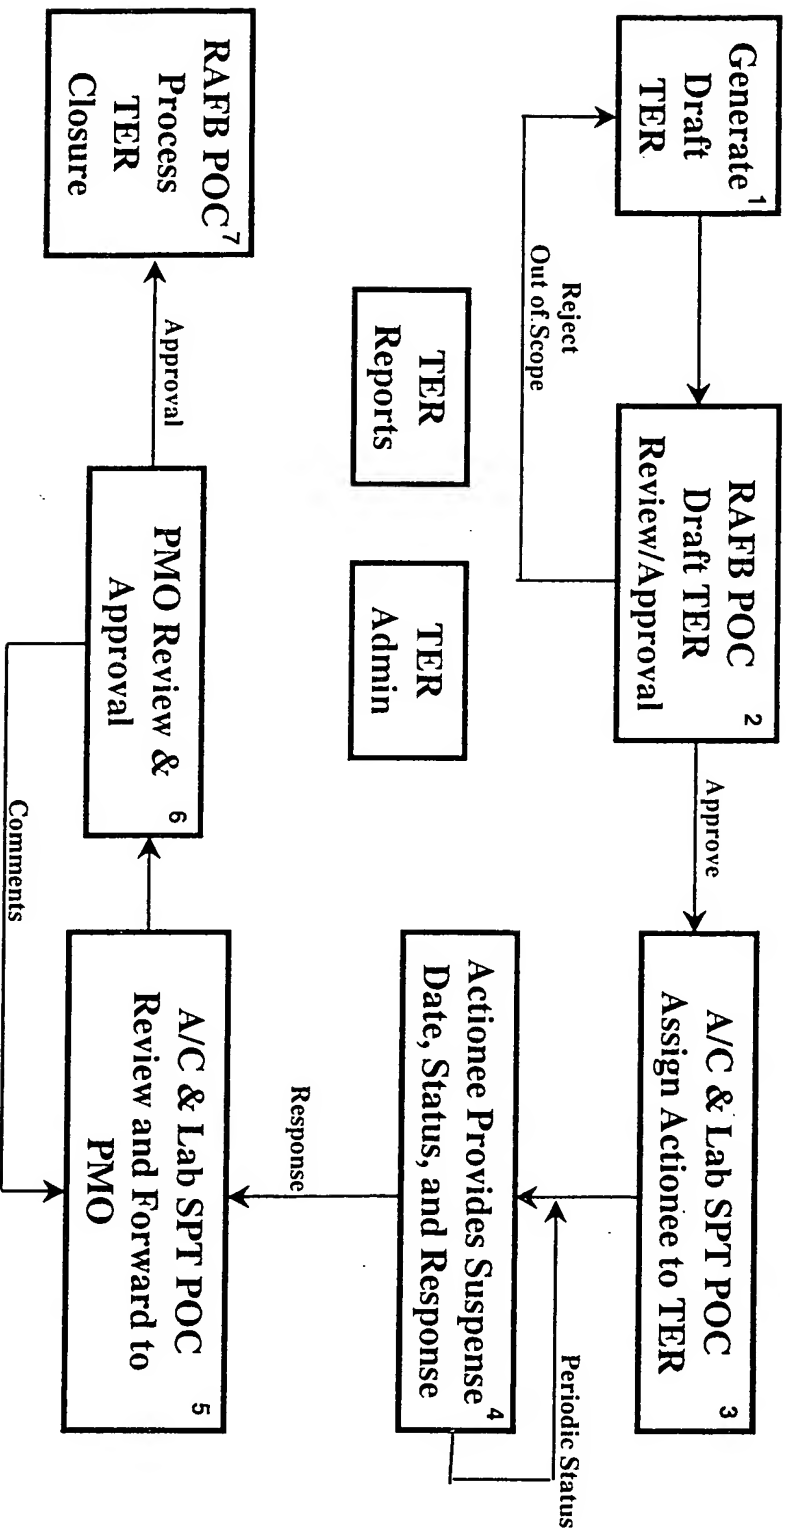 Generate 1
Draft
TER
Reject
Out of Scope
RAFB POC
Draft TER
Review/Approval
2
Approve
A/C & Lab SPT POC
Assign Actionee to TER
3
Periodic Status
Actionee Provides Suspense
Date, Status, and Response
4
Response
A/C & Lab SPT POC
Review and Forward to
PMO
5
PMO Review &
Approval
6
Comments
Approval
RAFB POC 7
Process
TER
Closure
TER
Reports
TER
Admin